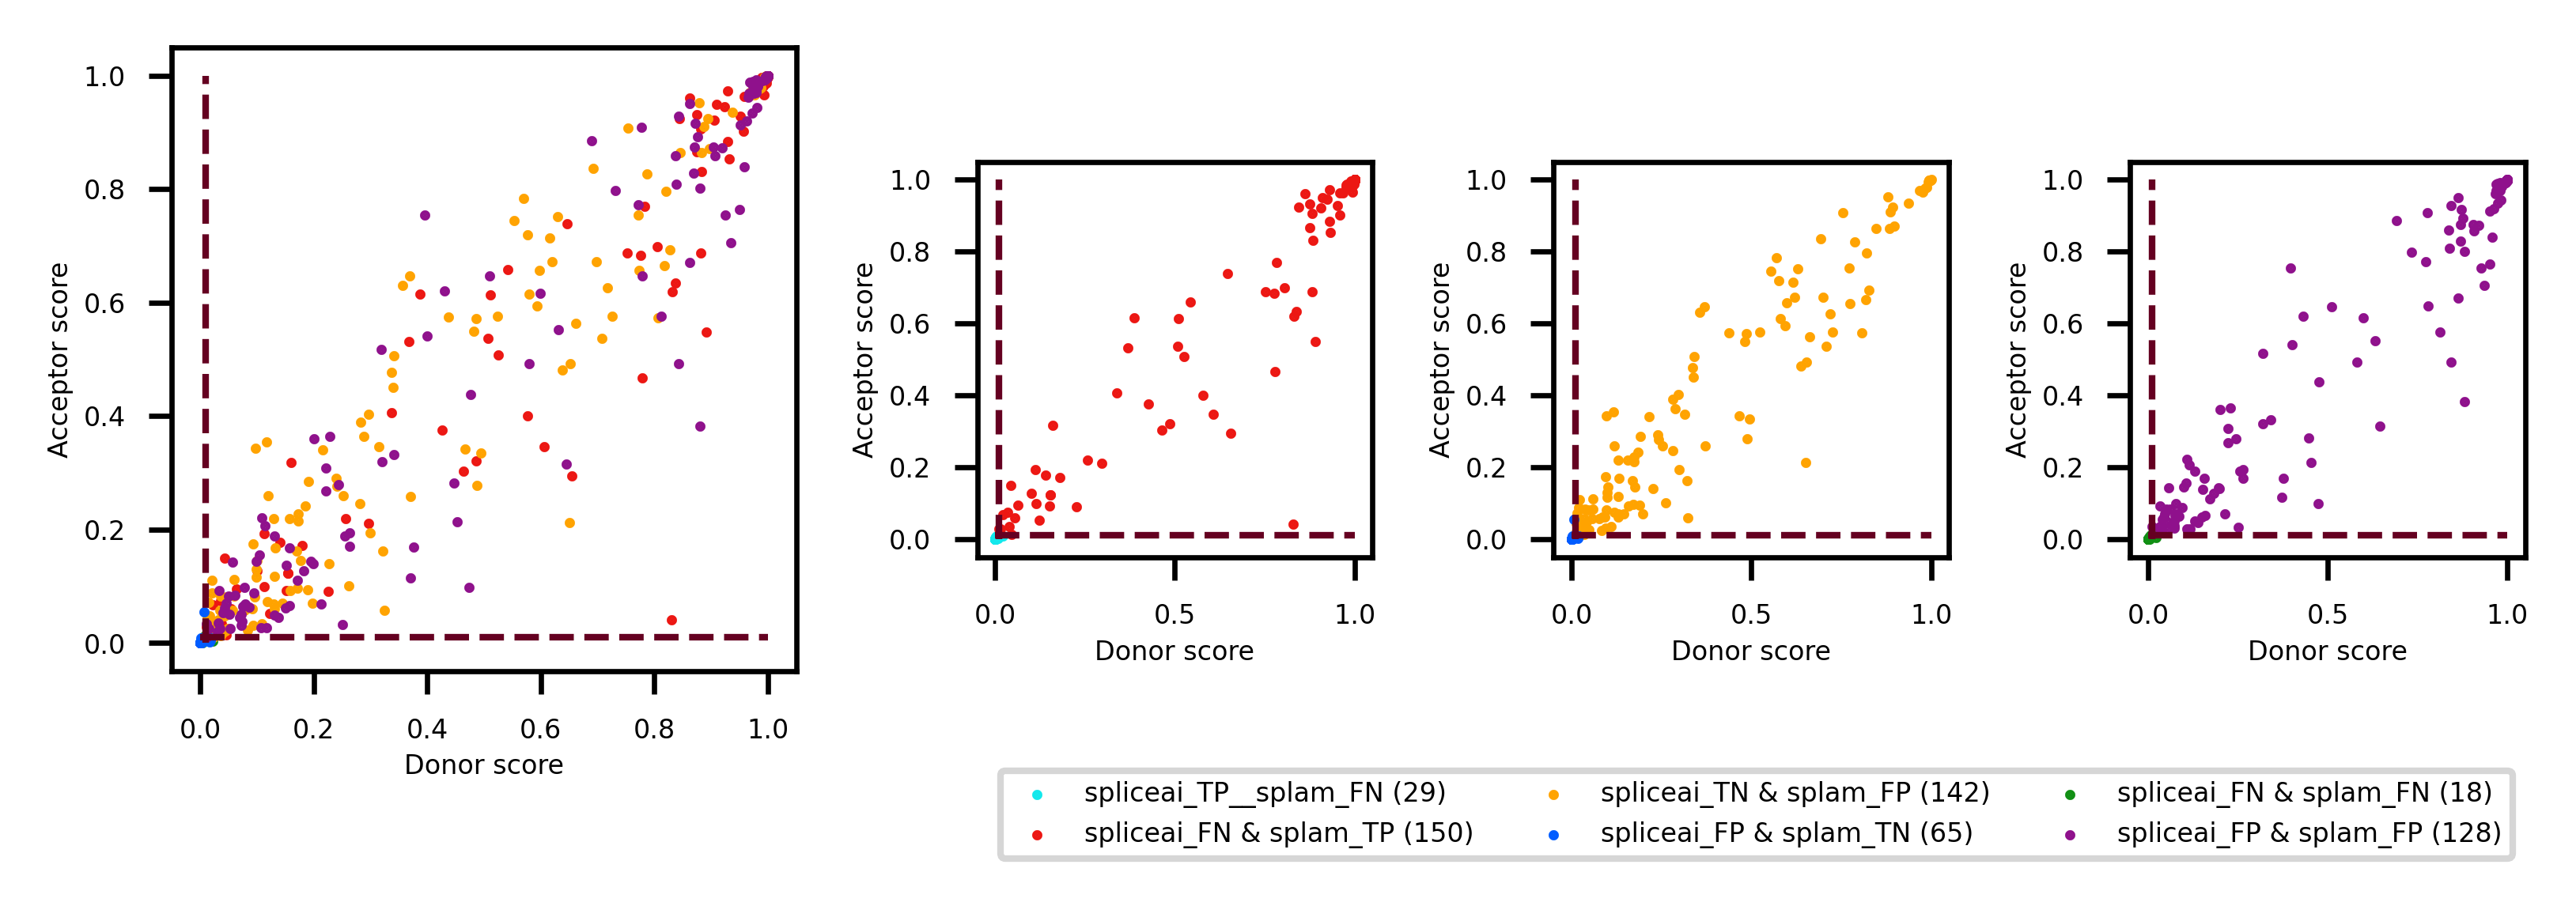 1.0
0.8
0.6
0.4
0.2
0.0
Acceptor score
0.0 0.2 0.4 0.6 0.8 1.0
Donor score
1.0
0.8
0.6
0.4
0.2
0.0
Acceptor score
0.0 0.5 1.0
Donor score
1.0
0.8
0.6
0.4
0.2
0.0
Acceptor score
0.0 0.5 1.0
Donor score
1.0
0.8
0.6
0.4
0.2
0.0
Acceptor score
0.0 0.5 1.0
Donor score
spliceai_TP__splam_FN (29)
spliceai_FN & splam_TP (150)
spliceai_TN & splam_FP (142)
spliceai_FP & splam_TN (65)
spliceai_FN & splam_FN (18)
spliceai_FP & splam_FP (128)